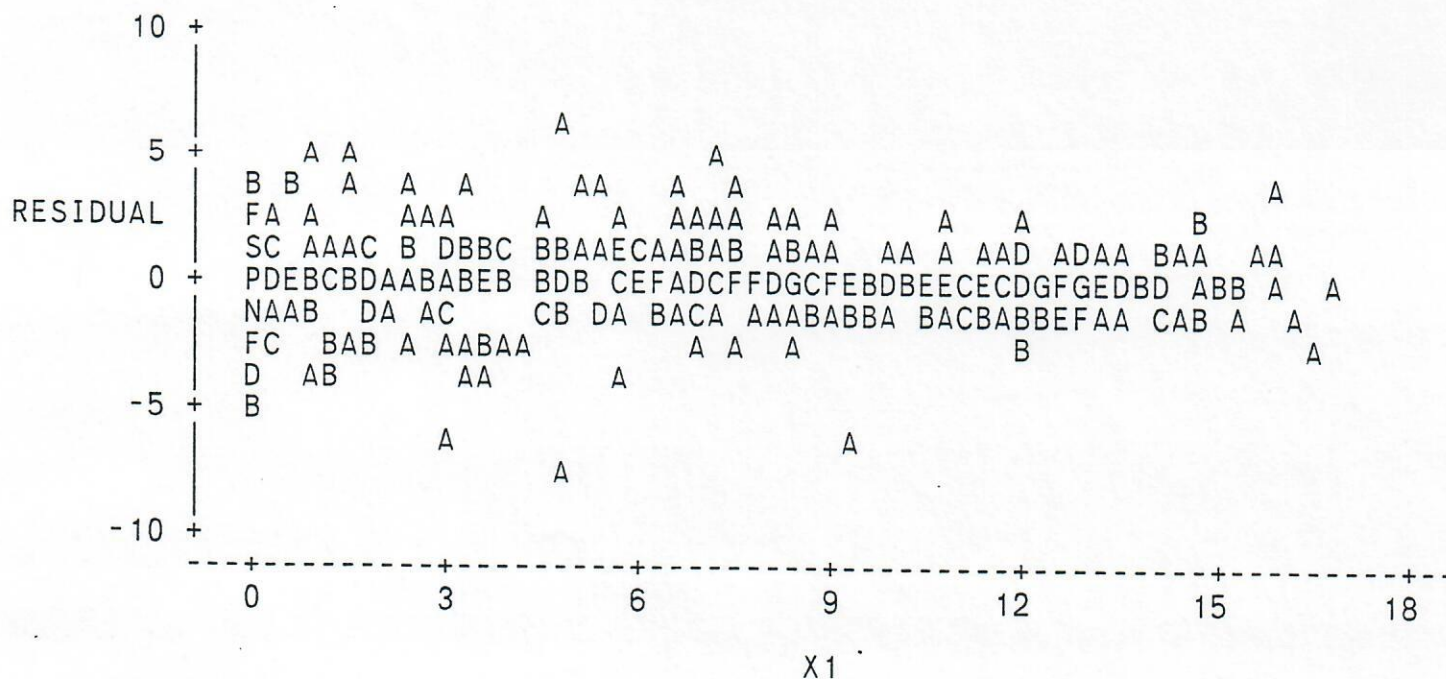 10 +
A
5 + A A A
B B A A A AA A A A
RESIDUAL FA A AAA A A AAAA AA A A A B
SC AAAC B DBBC BBAAECAABAB ABAA AA A AAD ADAA BAA AA
0 + PDEBCBDAABABEB BDB CEFADCFFDGCFEBDBEECECDGFGEDBD ABB A A
NAAB DA AC CB DA BACA AAABABBA BACBABBEFAA CAB A A
FC BAB A AABAA A A A B A
D AB AA A
-5 + B
A A
A
-10 +
0 3 6 9 12 15 18
X1